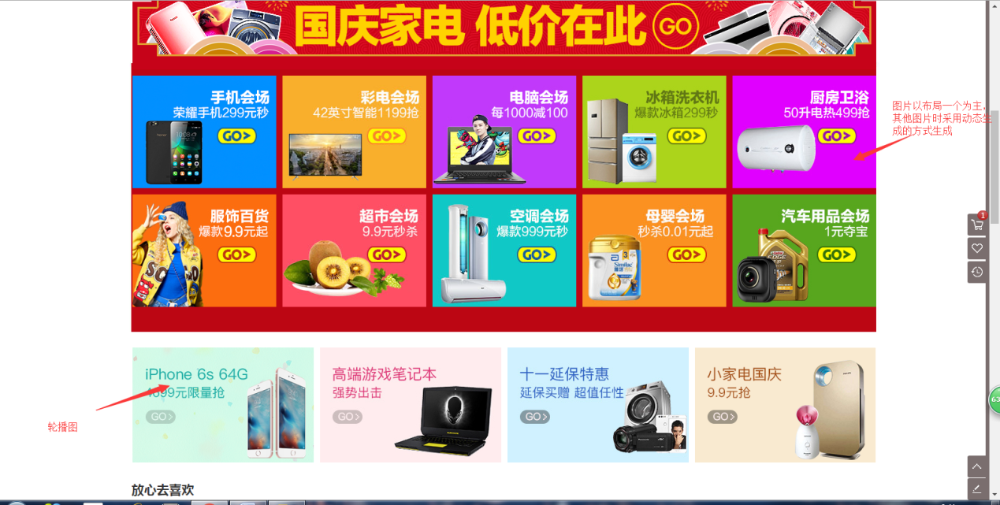 国庆家电 低价在此 GO
手机会场
荣耀手机299元秒
GO>
彩电会场
42英寸智能1199抢
GO>
电脑会场
每1000减100
GO>
冰箱洗衣机
爆款冰箱299秒
GO>
厨房卫浴
50升电热499抢
GO>
图片以布局一个为主，
其他图片时采用动态生
成的方式生成
服饰百货
爆款9.9元起
GO>
超市会场
9.9元秒杀
GO>
空调会场
爆款999元秒
GO>
母婴会场
秒杀0.01元起
GO>
汽车用品会场
1元夺宝
GO>
1
iPhone 6s 64G
4699元限量抢
GO>
高端游戏笔记本
强势出击
GO>
十一延保特惠
延保买赠 超值任性
GO>
小家电国庆
9.9元抢
GO>
轮播图
63
放心去喜欢